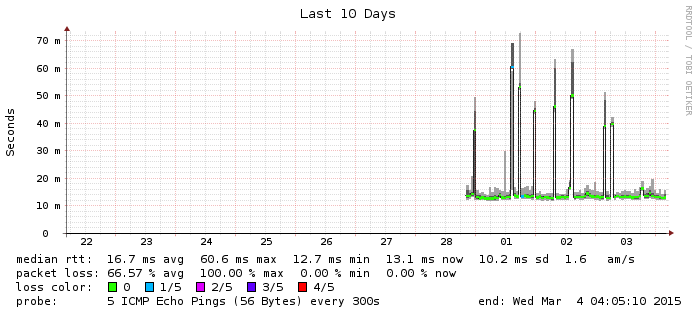 Last 10 Days
RRDTOOL / TOBI OETIKER
Seconds
70 m
60 m
50 m
40 m
30 m
20 m
10 m
0
22 23 24 25 26 27 28 01 02 03
median rtt: 16.7 ms avg 60.6 ms max 12.7 ms min 13.1 ms now 10.2 ms sd 1.6 am/s
packet loss: 66.57 % avg 100.00 % max 0.00 % min 0.00 % now
loss color: 0 1/5 2/5 3/5 4/5
probe: 5 ICMP Echo Pings (56 Bytes) every 300s end: Wed Mar 4 04:05:10 2015